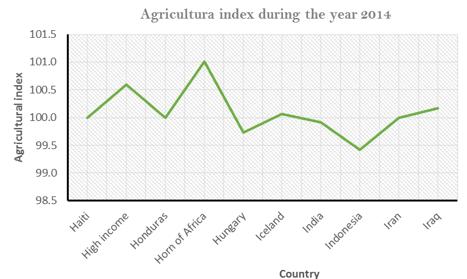 Agricultura index during the year 2014
101.5
101.0
100.5
100.0
99.5
99.0
98.5
Agricultural index
Haiti
High income
Honduras
Horn of Africa
Hungary
Iceland
India
Indonesia
Iran
Iraq
Country